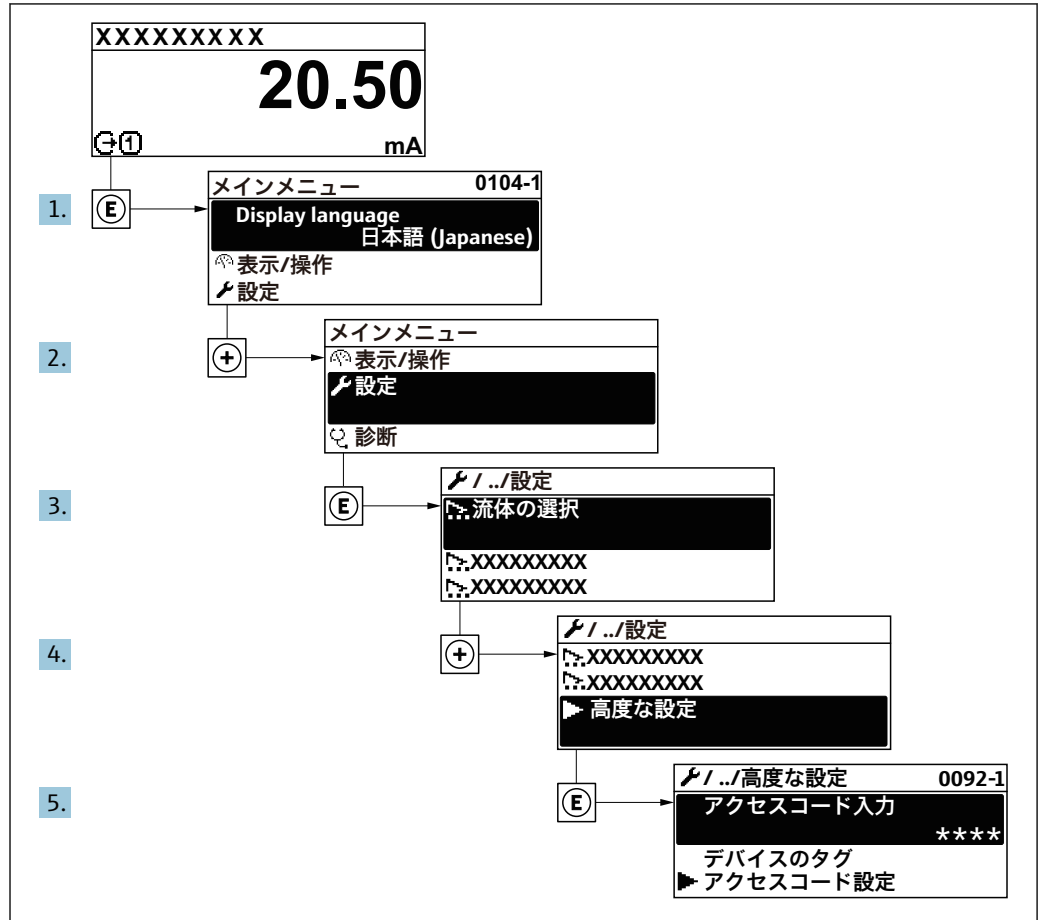 XXXXXXXXX
20.50
mA
1
1.
E
メインメニュー 0104-1
Display language
日本語 (Japanese)
表示/操作
設定
2.
+
メインメニュー
表示/操作
設定
診断
3.
E
/ ../設定
流体の選択
XXXXXXXXX
XXXXXXXXX
4.
+
/ ../設定
XXXXXXXXX
XXXXXXXXX
高度な設定
5.
E
/ ../高度な設定 0092-1
アクセスコード入力
****
デバイスのタグ
アクセスコード設定